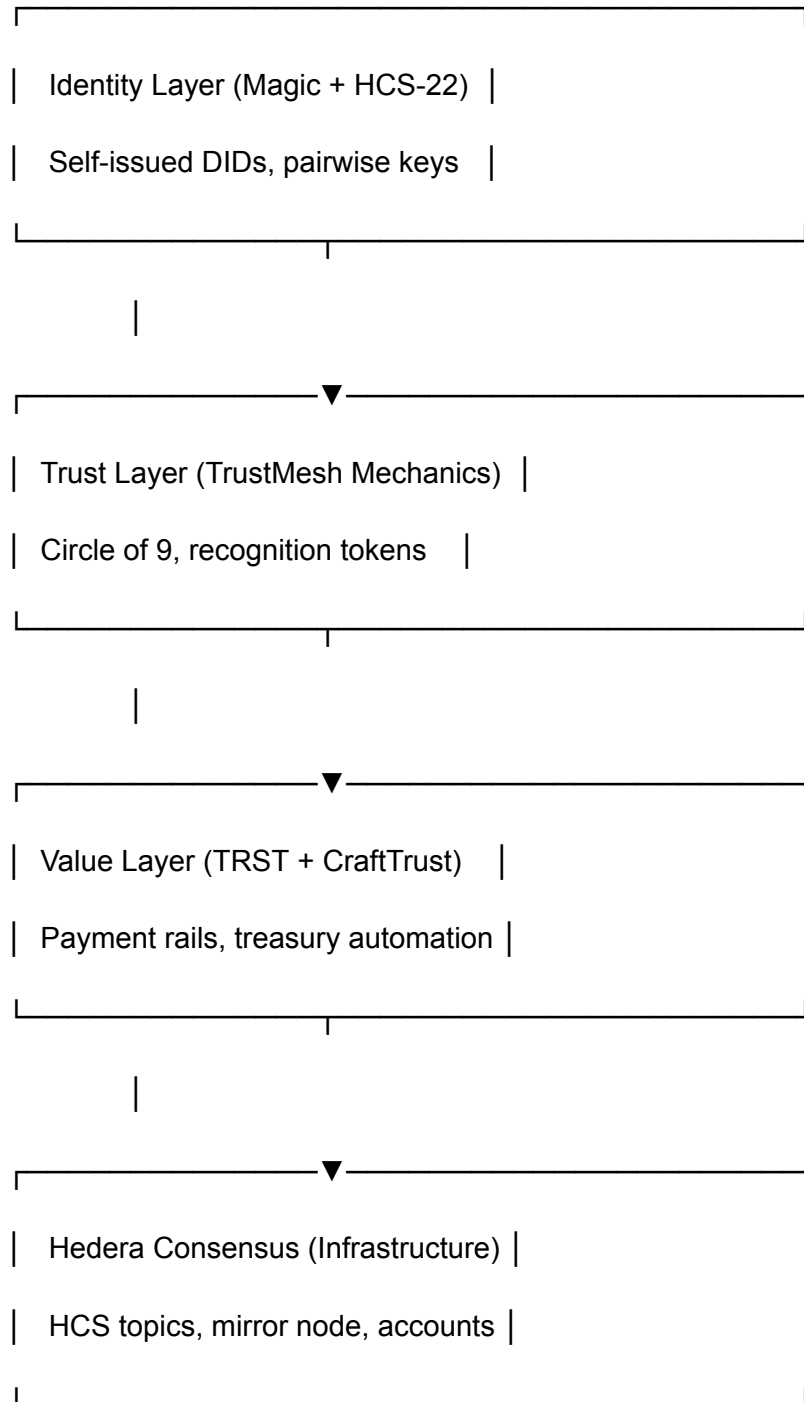 ┌─────────────────┐
│ Identity Layer (Magic + HCS-22) │
│ Self-issued DIDs, pairwise keys │
└────────┬────────┘
│
┌────────▼────────┐
│ Trust Layer (TrustMesh Mechanics) │
│ Circle of 9, recognition tokens │
└────────┬────────┘
│
┌────────▼────────┐
│ Value Layer (TRST + CraftTrust) │
│ Payment rails, treasury automation │
└────────┬────────┘
│
┌────────▼────────┐
│ Hedera Consensus (Infrastructure) │
│ HCS topics, mirror node, accounts │